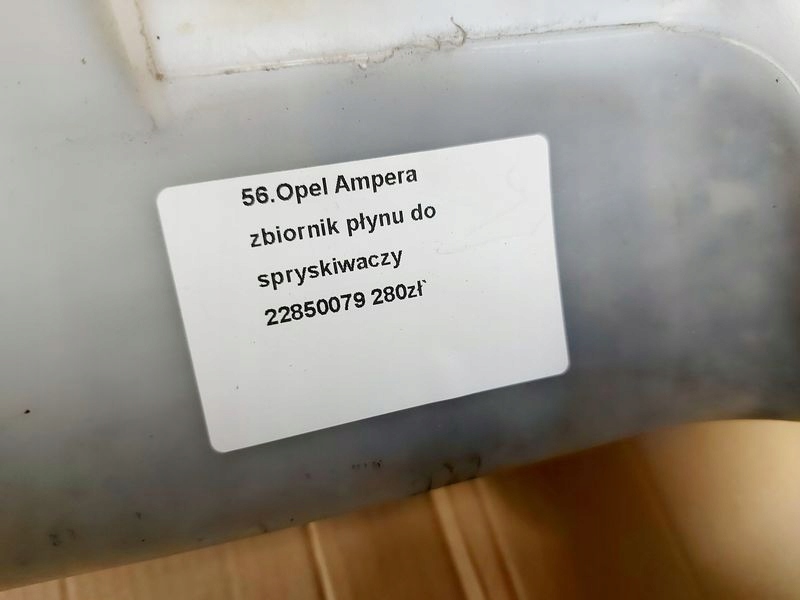 56.Opel Ampera
zbiornik płynu do
spryskiwaczy
22850079 280zł`